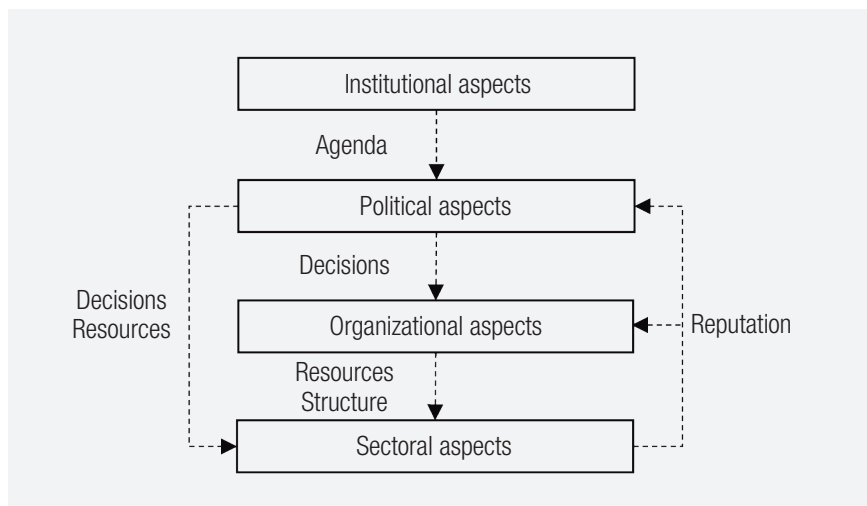 Institutional aspects
Agenda
Political aspects
Decisions
Decisions
Resources
Organizational aspects
Reputation
Resources
Structure
Sectoral aspects